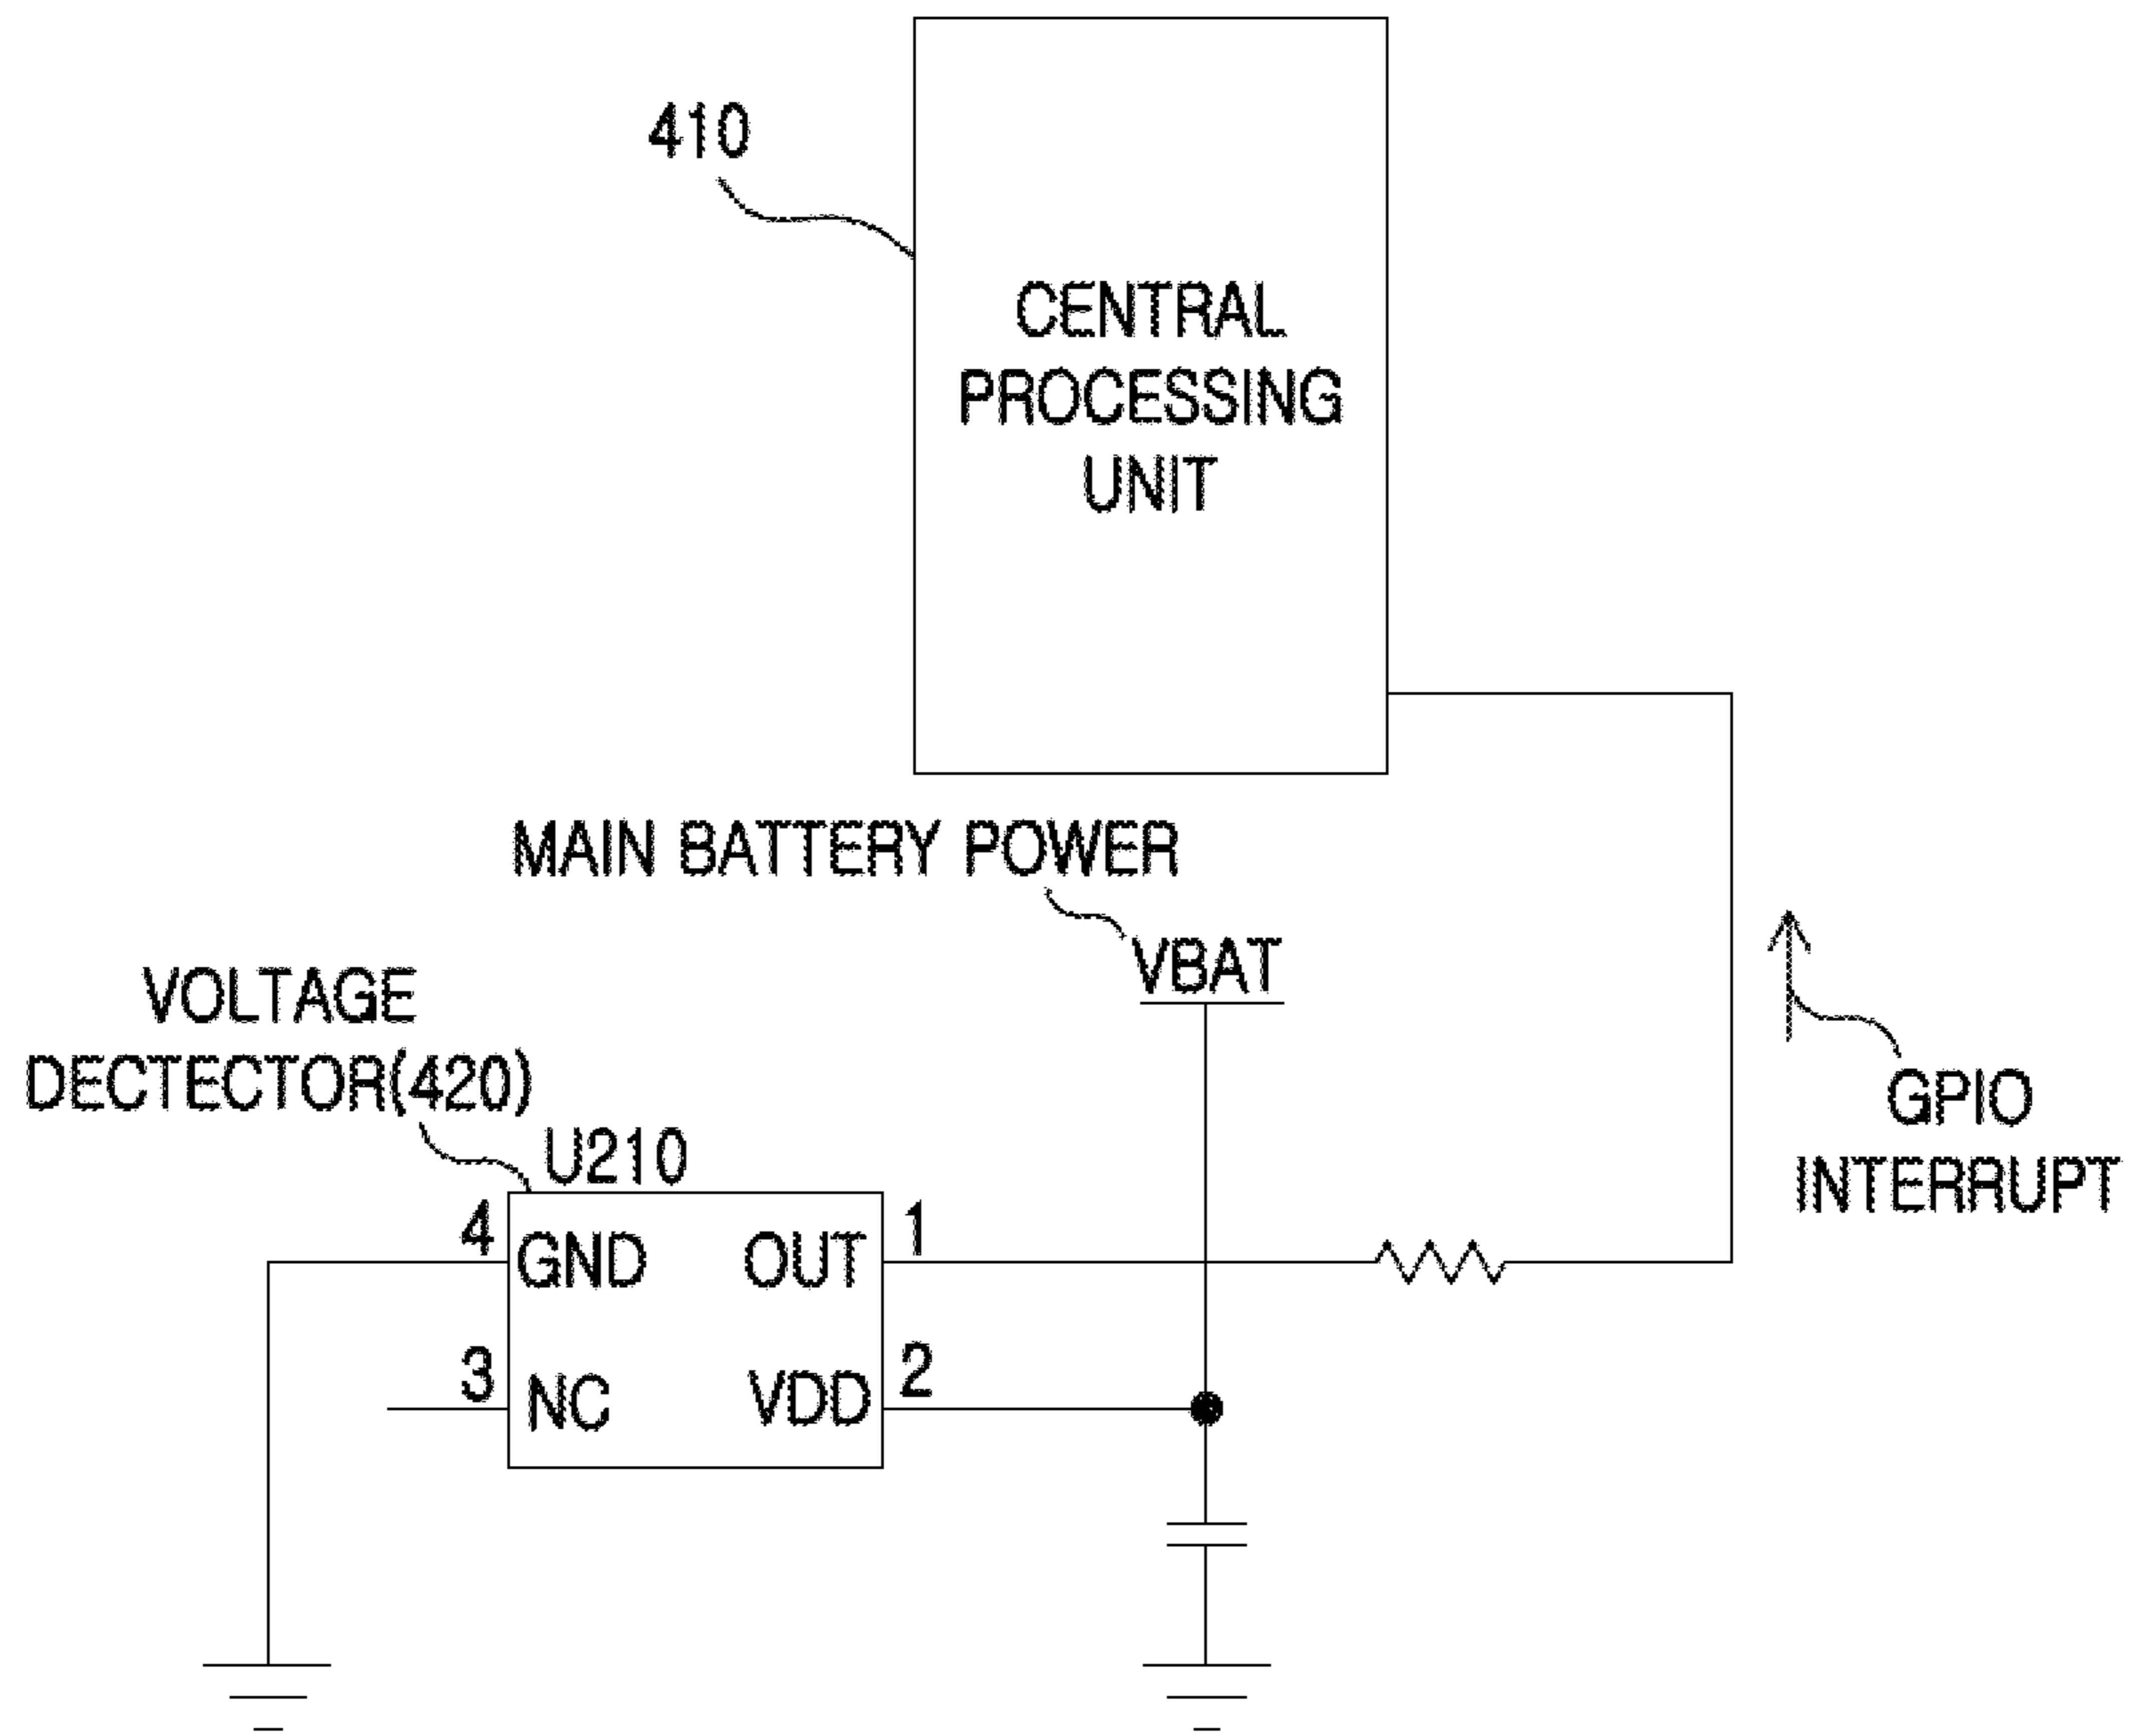 410
CENTRAL
PROCESSING
UNIT
MAIN BATTERY POWER
VBAT
VOLTAGE
DECTECTOR(420)
U210
GPIO
INTERRUPT
4 GND OUT 1
3 NC VDD 2